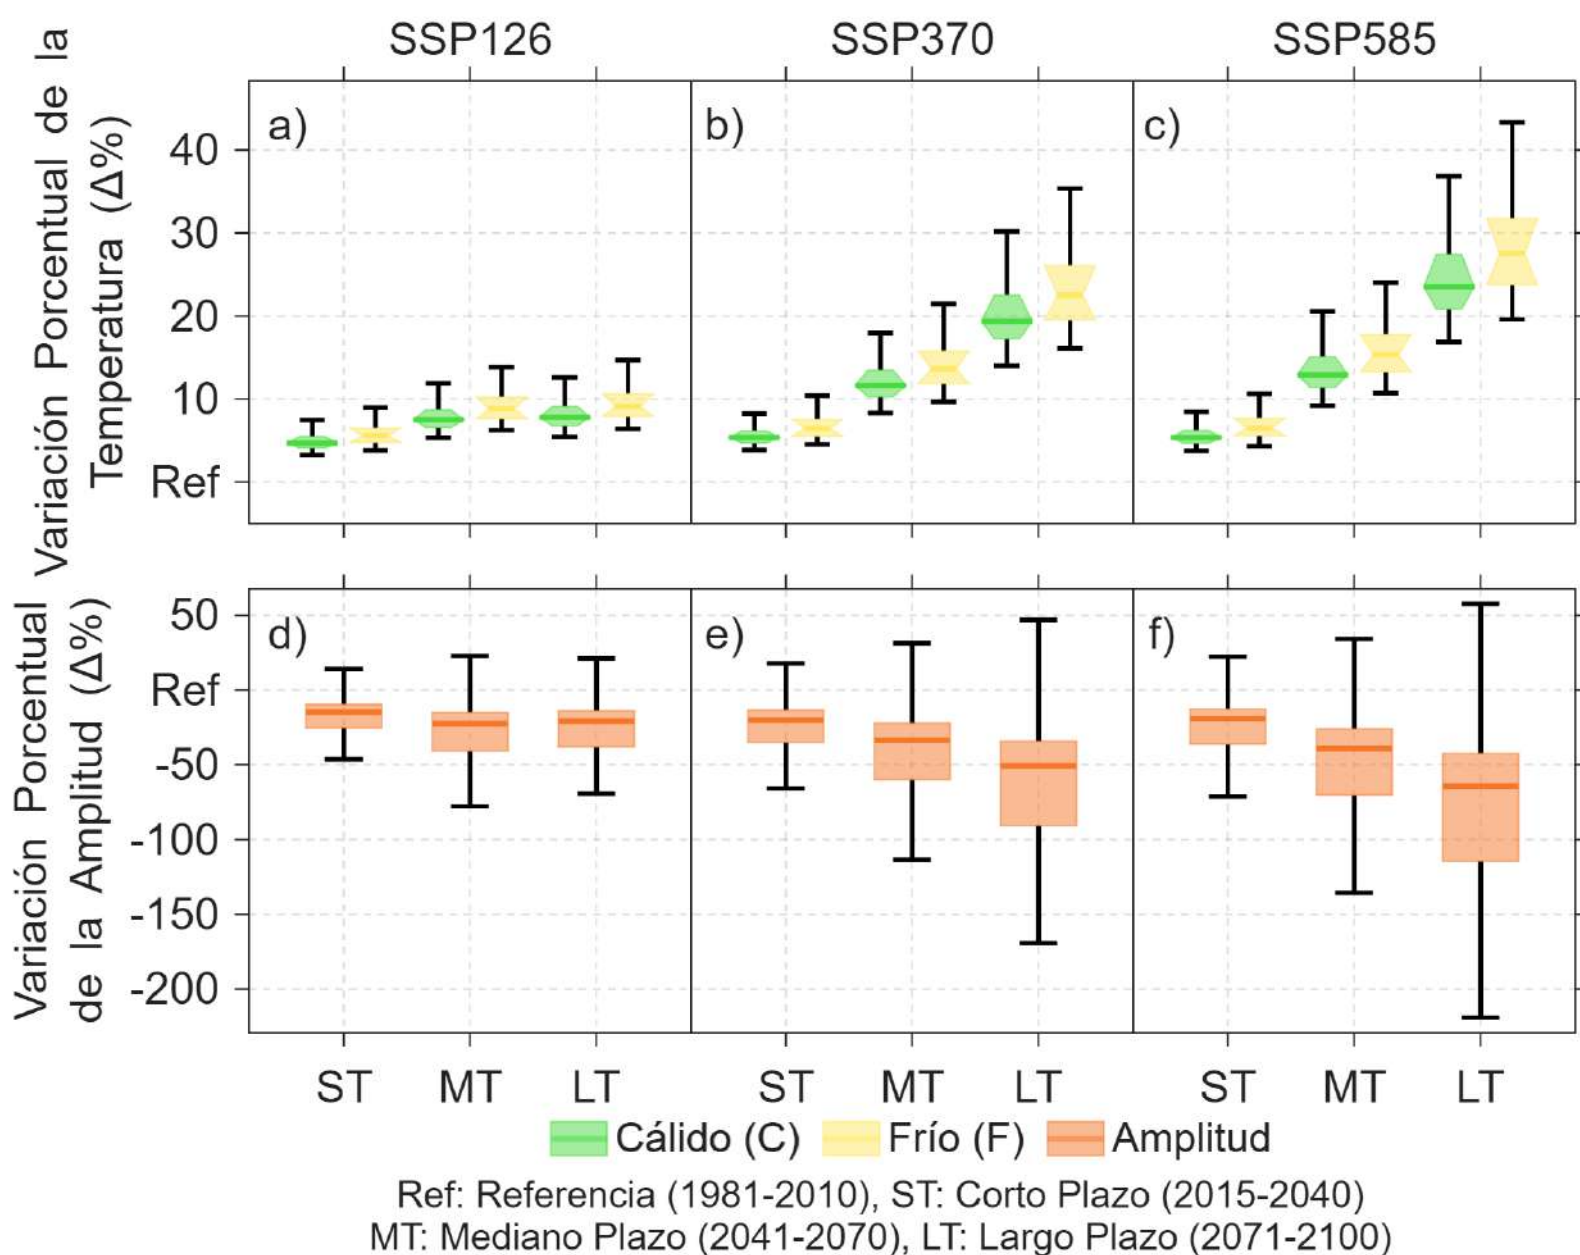 SSP126
SSP370
SSP585
Variación Porcentual de la
Temperatura (Δ%)
a)
b)
c)
40
30
20
10
Ref
Variación Porcentual
de la Amplitud (Δ%)
d)
e)
f)
50
Ref
-50
-100
-150
-200
ST MT LT ST MT LT ST MT LT
Cálido (C) Frío (F) Amplitud
Ref: Referencia (1981-2010), ST: Corto Plazo (2015-2040)
MT: Mediano Plazo (2041-2070), LT: Largo Plazo (2071-2100)